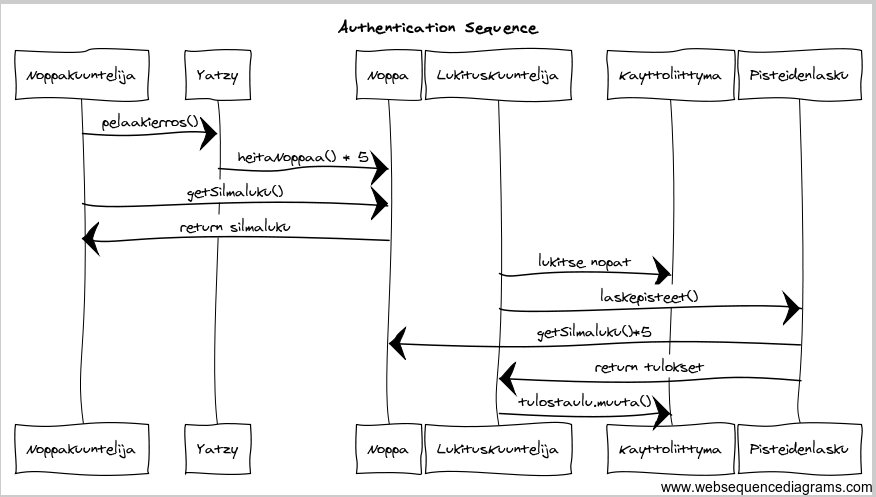 Authentication Sequence
Noppakuuntelija Yatzy Noppa Lukituskuuntelija Kayttoliittyma Pisteidenlasku
pelaakierros()
heitaNoppaa() * 5
getSilmaluku()
return silmaluku
lukitse nopat
laskepisteet()
getSilmaluku()*5
return tulokset
tulostaulu.muuta()
Noppakuuntelija Yatzy Noppa Lukituskuuntelija Kayttoliittyma Pisteidenlasku
www.websequencediagrams.com